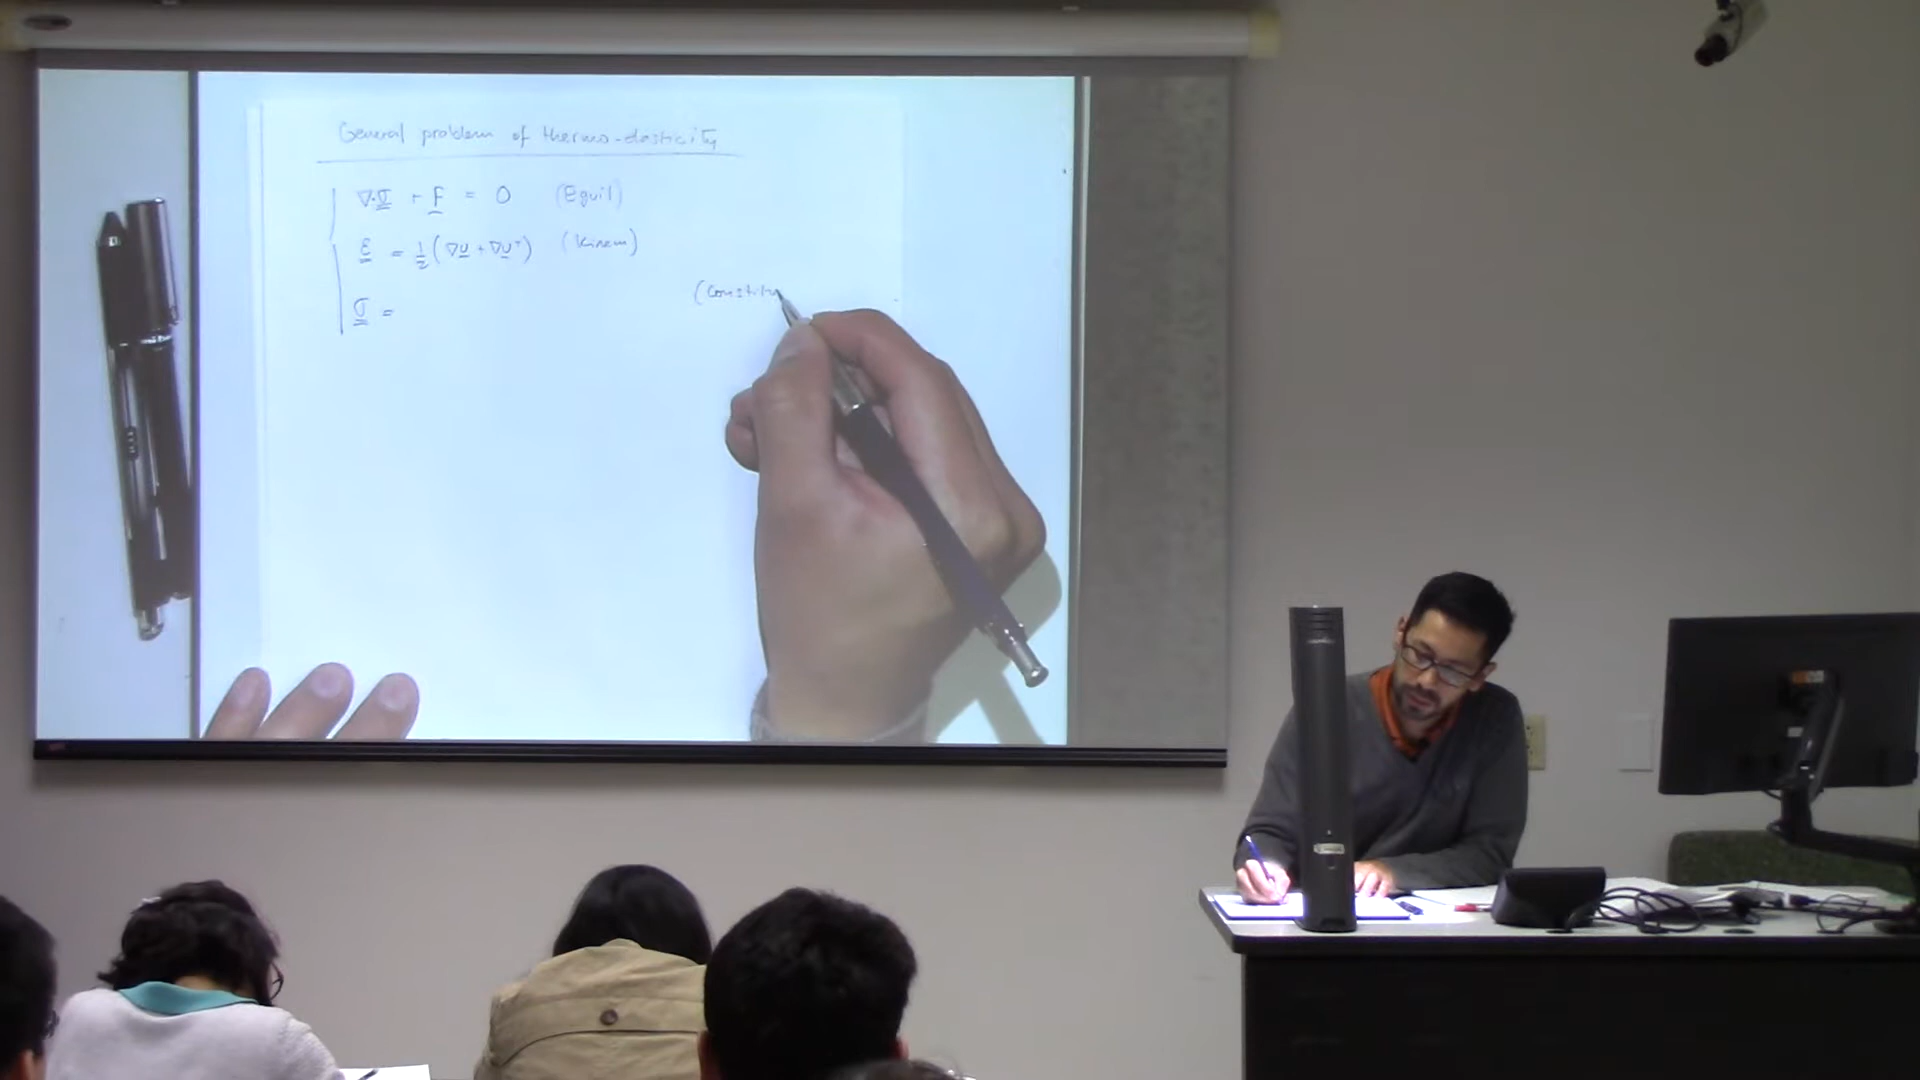 General problem of thermo-elasticity
∇·σ + F = 0 (Equil)
ε = 1/2 (∇u + ∇uᵀ) (Kinem)
(Constitu
σ =